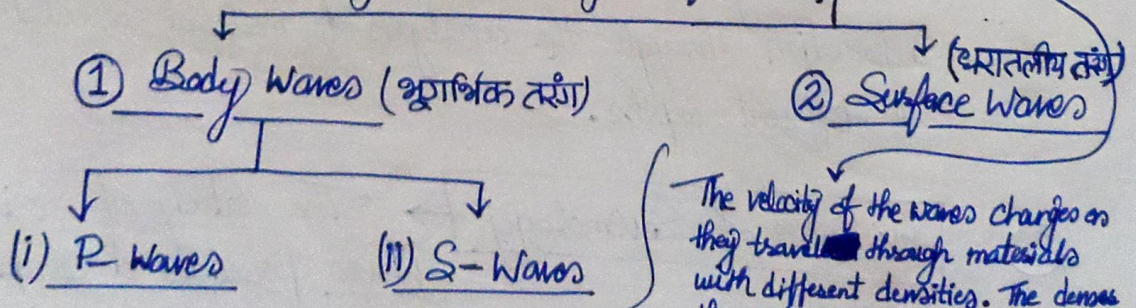 ① Body Waves (भूगर्भिक तरंग)
② Surface Waves (धरातलीय तरंग)
(i) P- Waves
(II) S- Waves
The velocity of the waves changes as
they travel through materials
with different densities. The denser